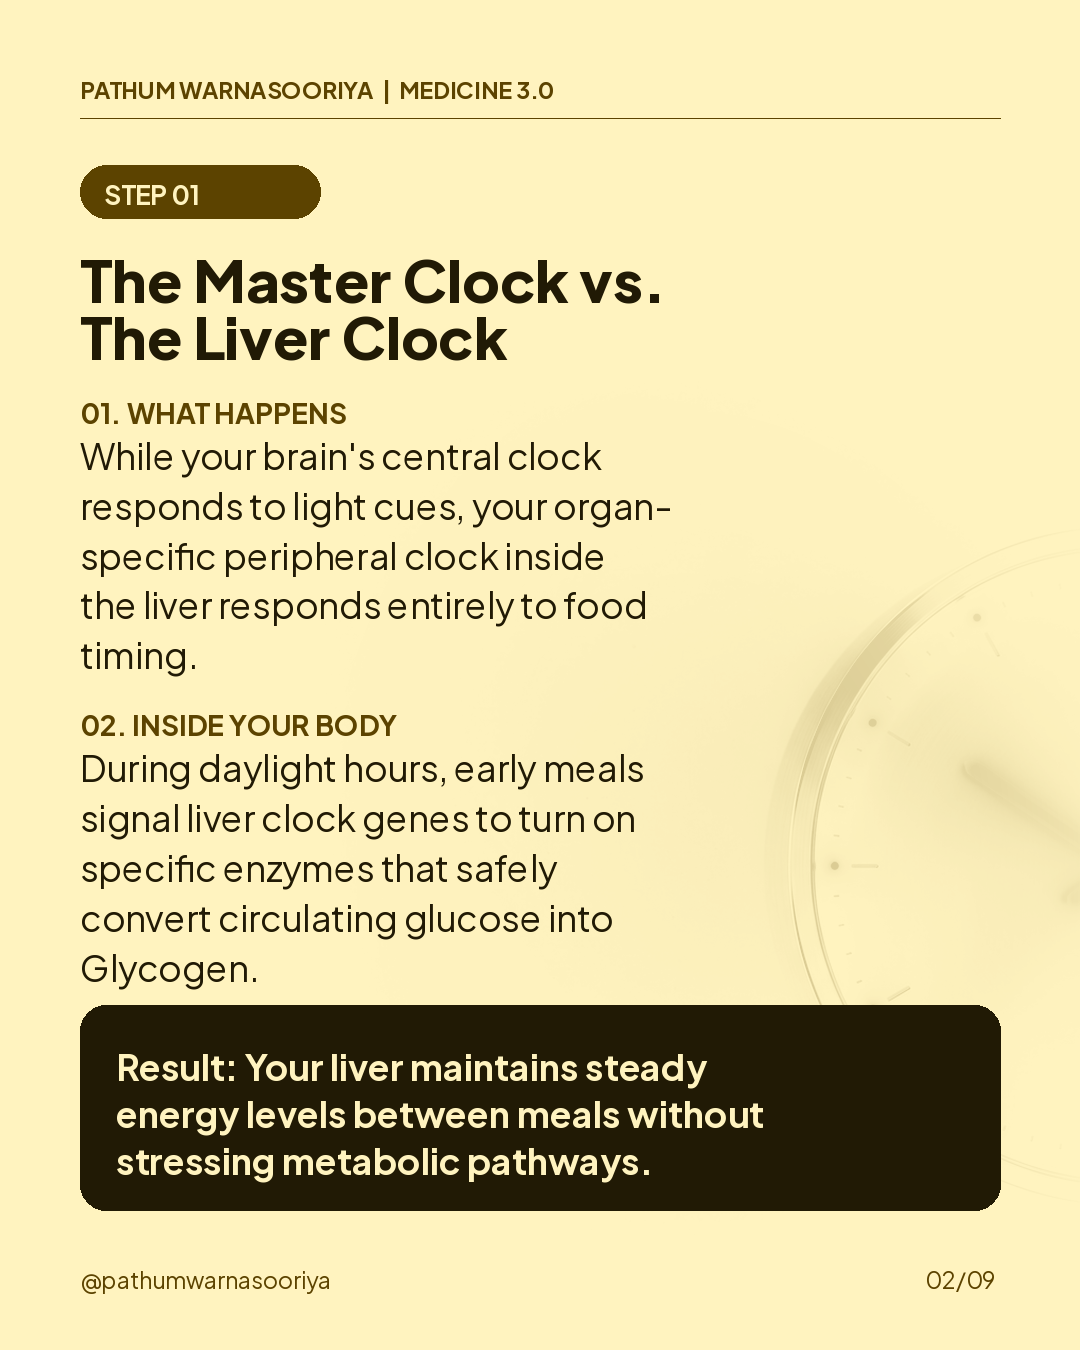 PATHUM WARNASOORIYA | MEDICINE 3.0
STEP 01
The Master Clock vs.
The Liver Clock
01. WHAT HAPPENS
While your brain's central clock
responds to light cues, your organ-
specific peripheral clock inside
the liver responds entirely to food
timing.
02. INSIDE YOUR BODY
During daylight hours, early meals
signal liver clock genes to turn on
specific enzymes that safely
convert circulating glucose into
Glycogen.
Result: Your liver maintains steady
energy levels between meals without
stressing metabolic pathways.
@pathumwarnasooriya
02/09